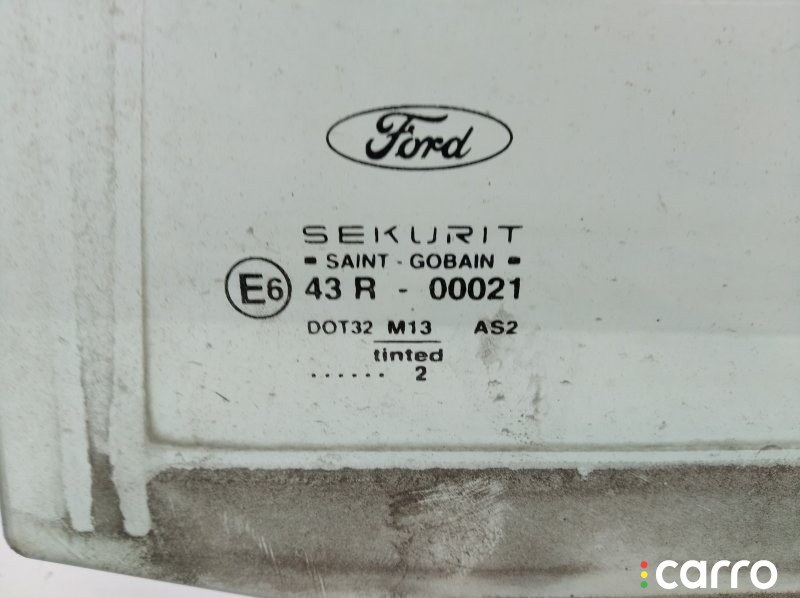 Ford
SEKURIT
SAINT - GOBAIN
E6 43 R - 00021
DOT32 M13 AS2
tinted
...... 2
carro